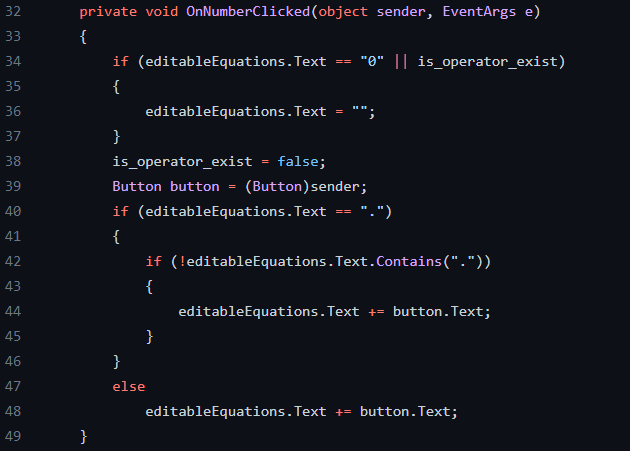 32 private void OnNumberClicked(object sender, EventArgs e)
33 {
34 if (editableEquations.Text == "0" || is_operator_exist)
35 {
36 editableEquations.Text = "";
37 }
38 is_operator_exist = false;
39 Button button = (Button)sender;
40 if (editableEquations.Text == ".")
41 {
42 if (!editableEquations.Text.Contains("."))
43 {
44 editableEquations.Text += button.Text;
45 }
46 }
47 else
48 editableEquations.Text += button.Text;
49 }